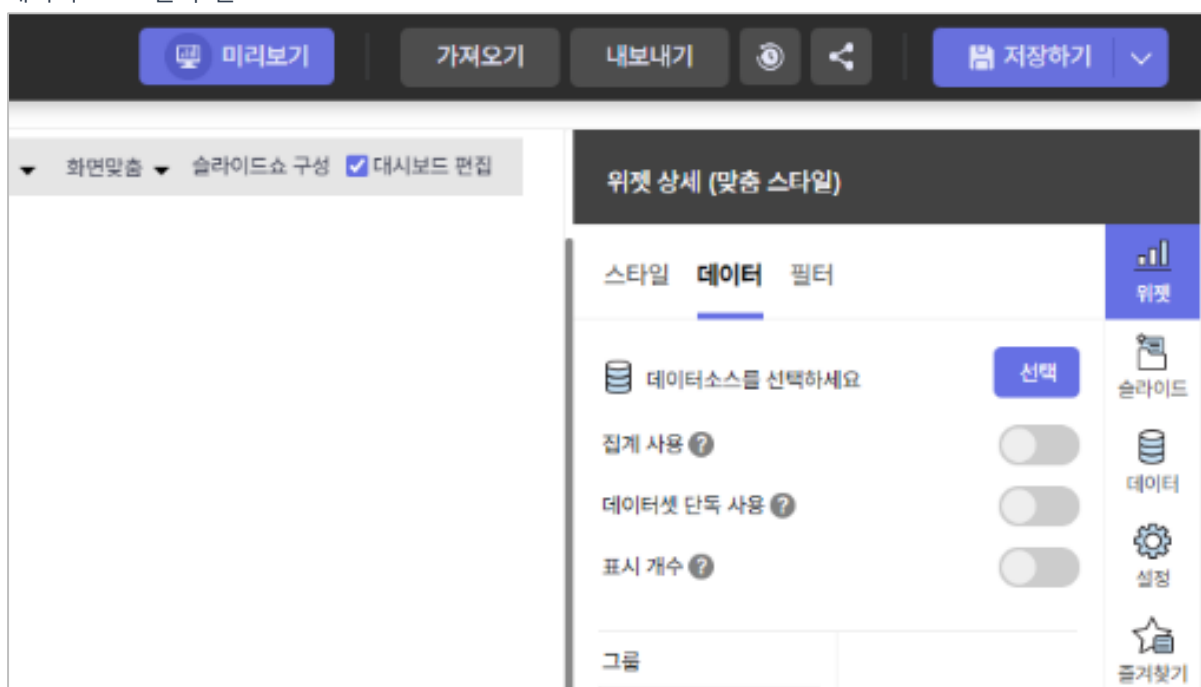 미리보기 가져오기 내보내기 저장하기
화면맞춤 슬라이드쇼 구성 대시보드 편집
위젯 상세 (맞춤 스타일)
스타일 데이터 필터
위젯
데이터소스를 선택하세요 선택
슬라이드
집계 사용 ?
데이터
데이터셋 단독 사용 ?
표시 개수 ?
설정
그룹
즐겨찾기